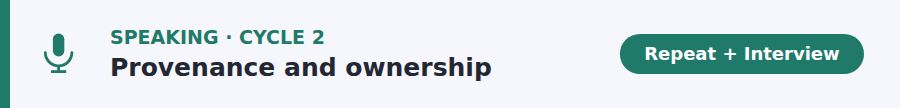 SPEAKING · CYCLE 2
Provenance and ownership
Repeat + Interview